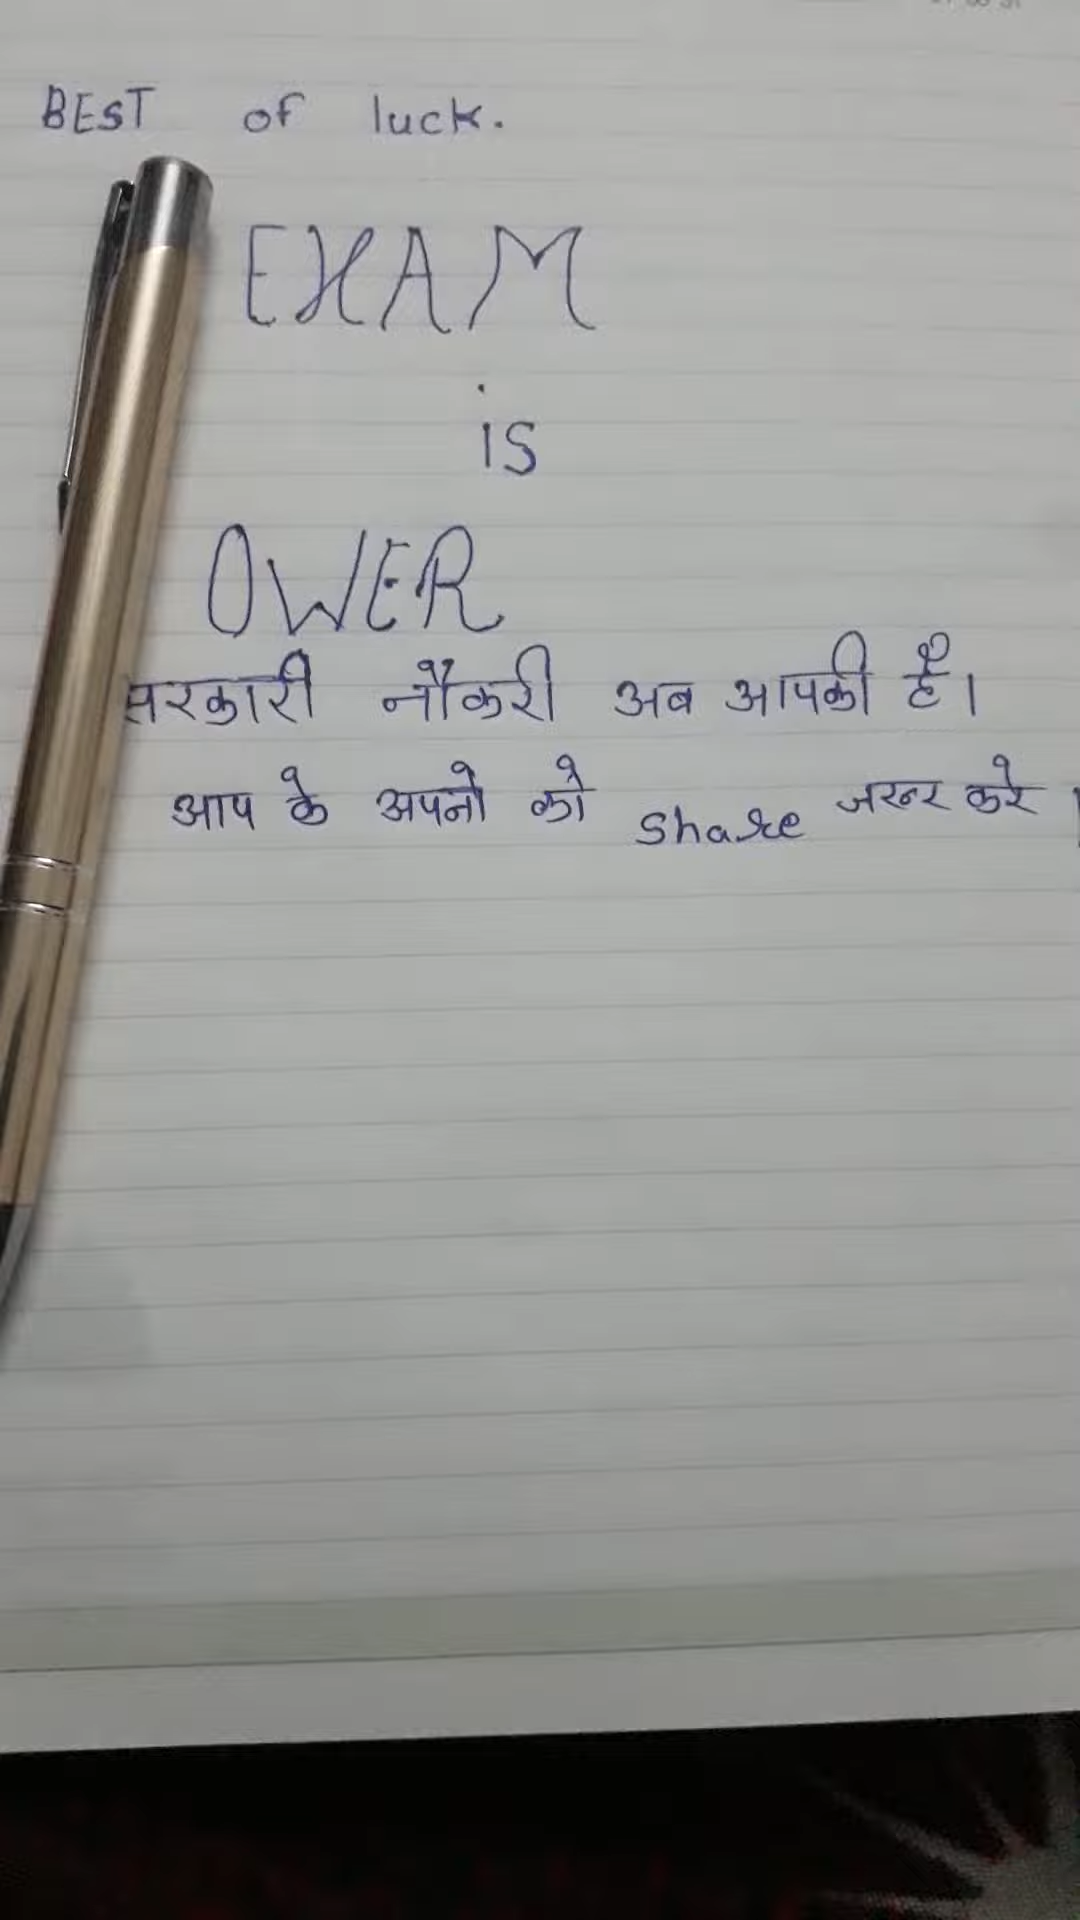 BEST of luck.
EXAM
is
OWER
सरकारी नौकरी अब आपकी है।
आप के अपनो को share जरूर करे।